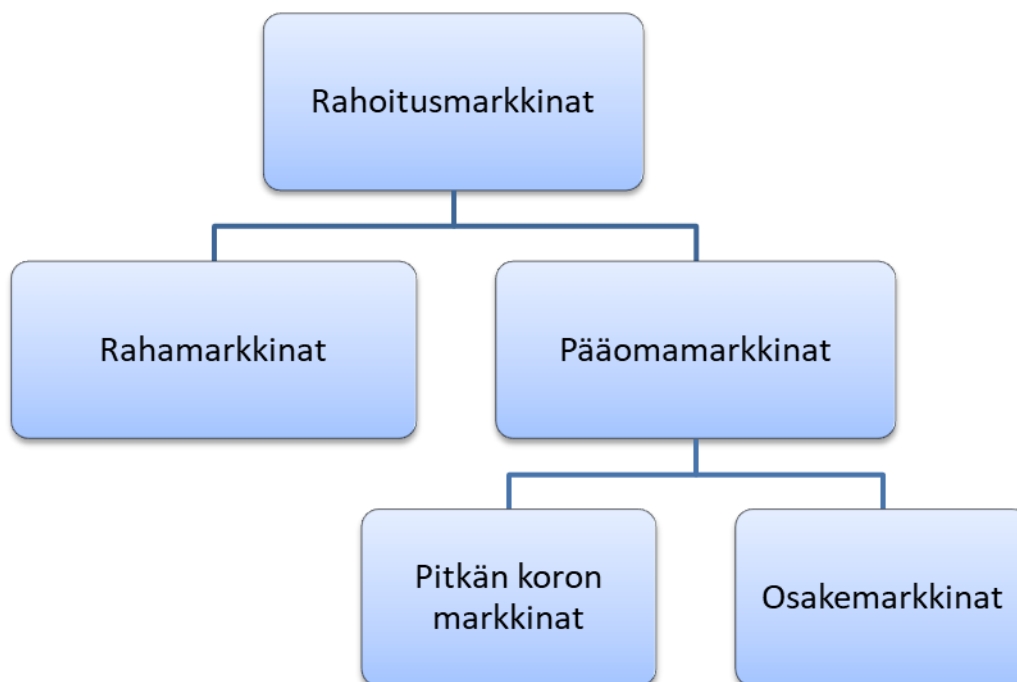 Rahoitusmarkkinat
Rahamarkkinat
Pääomamarkkinat
Pitkän koron
markkinat
Osakemarkkinat